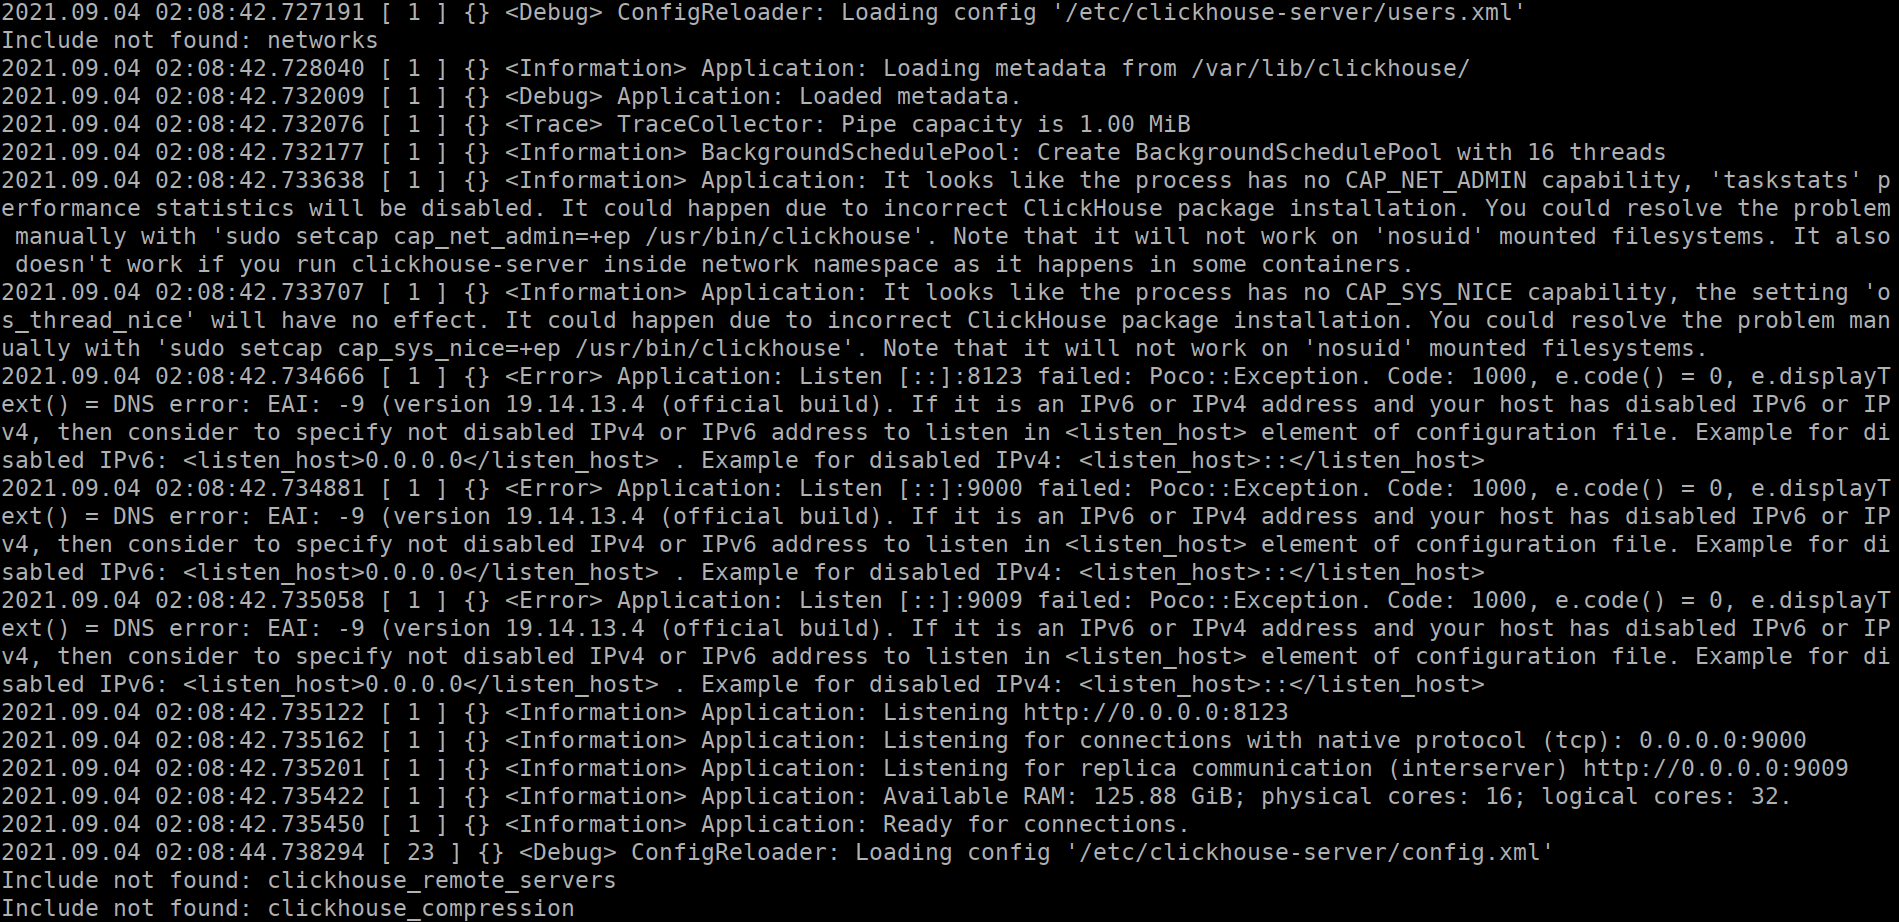 2021.09.04 02:08:42.727191 [ 1 ] {} <Debug> ConfigReloader: Loading config '/etc/clickhouse-server/users.xml'
Include not found: networks
2021.09.04 02:08:42.728040 [ 1 ] {} <Information> Application: Loading metadata from /var/lib/clickhouse/
2021.09.04 02:08:42.732009 [ 1 ] {} <Debug> Application: Loaded metadata.
2021.09.04 02:08:42.732076 [ 1 ] {} <Trace> TraceCollector: Pipe capacity is 1.00 MiB
2021.09.04 02:08:42.732177 [ 1 ] {} <Information> BackgroundSchedulePool: Create BackgroundSchedulePool with 16 threads
2021.09.04 02:08:42.733638 [ 1 ] {} <Information> Application: It looks like the process has no CAP_NET_ADMIN capability, 'taskstats' p
erformance statistics will be disabled. It could happen due to incorrect ClickHouse package installation. You could resolve the problem
 manually with 'sudo setcap cap_net_admin=+ep /usr/bin/clickhouse'. Note that it will not work on 'nosuid' mounted filesystems. It also
 doesn't work if you run clickhouse-server inside network namespace as it happens in some containers.
2021.09.04 02:08:42.733707 [ 1 ] {} <Information> Application: It looks like the process has no CAP_SYS_NICE capability, the setting 'o
s_thread_nice' will have no effect. It could happen due to incorrect ClickHouse package installation. You could resolve the problem man
ually with 'sudo setcap cap_sys_nice=+ep /usr/bin/clickhouse'. Note that it will not work on 'nosuid' mounted filesystems.
2021.09.04 02:08:42.734666 [ 1 ] {} <Error> Application: Listen [::]:8123 failed: Poco::Exception. Code: 1000, e.code() = 0, e.displayT
ext() = DNS error: EAI: -9 (version 19.14.13.4 (official build). If it is an IPv6 or IPv4 address and your host has disabled IPv6 or IP
v4, then consider to specify not disabled IPv4 or IPv6 address to listen in <listen_host> element of configuration file. Example for di
sabled IPv6: <listen_host>0.0.0.0</listen_host> . Example for disabled IPv4: <listen_host>::</listen_host>
2021.09.04 02:08:42.734881 [ 1 ] {} <Error> Application: Listen [::]:9000 failed: Poco::Exception. Code: 1000, e.code() = 0, e.displayT
ext() = DNS error: EAI: -9 (version 19.14.13.4 (official build). If it is an IPv6 or IPv4 address and your host has disabled IPv6 or IP
v4, then consider to specify not disabled IPv4 or IPv6 address to listen in <listen_host> element of configuration file. Example for di
sabled IPv6: <listen_host>0.0.0.0</listen_host> . Example for disabled IPv4: <listen_host>::</listen_host>
2021.09.04 02:08:42.735058 [ 1 ] {} <Error> Application: Listen [::]:9009 failed: Poco::Exception. Code: 1000, e.code() = 0, e.displayT
ext() = DNS error: EAI: -9 (version 19.14.13.4 (official build). If it is an IPv6 or IPv4 address and your host has disabled IPv6 or IP
v4, then consider to specify not disabled IPv4 or IPv6 address to listen in <listen_host> element of configuration file. Example for di
sabled IPv6: <listen_host>0.0.0.0</listen_host> . Example for disabled IPv4: <listen_host>::</listen_host>
2021.09.04 02:08:42.735122 [ 1 ] {} <Information> Application: Listening http://0.0.0.0:8123
2021.09.04 02:08:42.735162 [ 1 ] {} <Information> Application: Listening for connections with native protocol (tcp): 0.0.0.0:9000
2021.09.04 02:08:42.735201 [ 1 ] {} <Information> Application: Listening for replica communication (interserver) http://0.0.0.0:9009
2021.09.04 02:08:42.735422 [ 1 ] {} <Information> Application: Available RAM: 125.88 GiB; physical cores: 16; logical cores: 32.
2021.09.04 02:08:42.735450 [ 1 ] {} <Information> Application: Ready for connections.
2021.09.04 02:08:44.738294 [ 23 ] {} <Debug> ConfigReloader: Loading config '/etc/clickhouse-server/config.xml'
Include not found: clickhouse_remote_servers
Include not found: clickhouse_compression